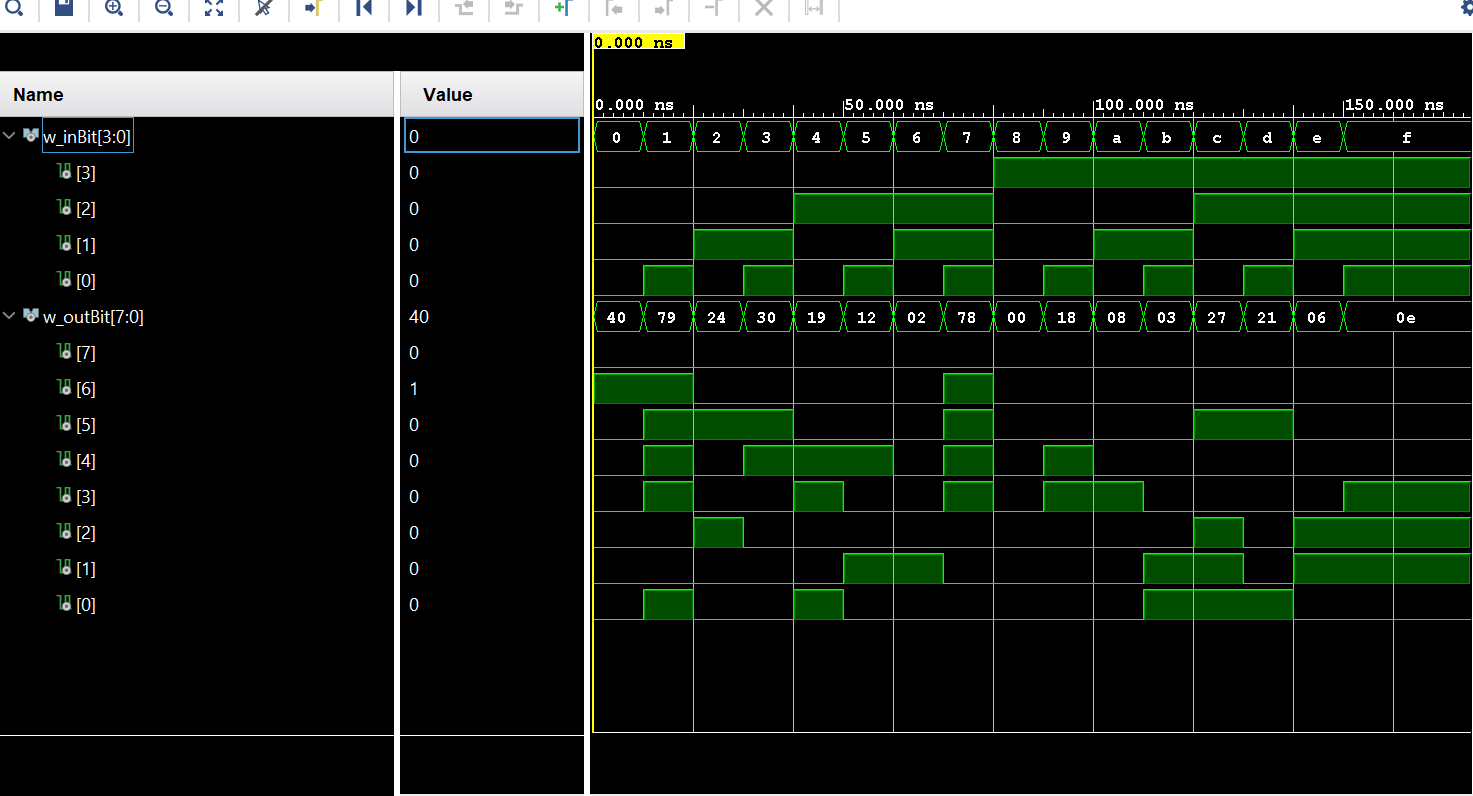 0.000 ns
Name Value
0.000 ns 50.000 ns 100.000 ns 150.000 ns
w_inBit[3:0] 0 0 1 2 3 4 5 6 7 8 9 a b c d e f
[3] 0
[2] 0
[1] 0
[0] 0
w_outBit[7:0] 40 40 79 24 30 19 12 02 78 00 18 08 03 27 21 06 0e
[7] 0
[6] 1
[5] 0
[4] 0
[3] 0
[2] 0
[1] 0
[0] 0